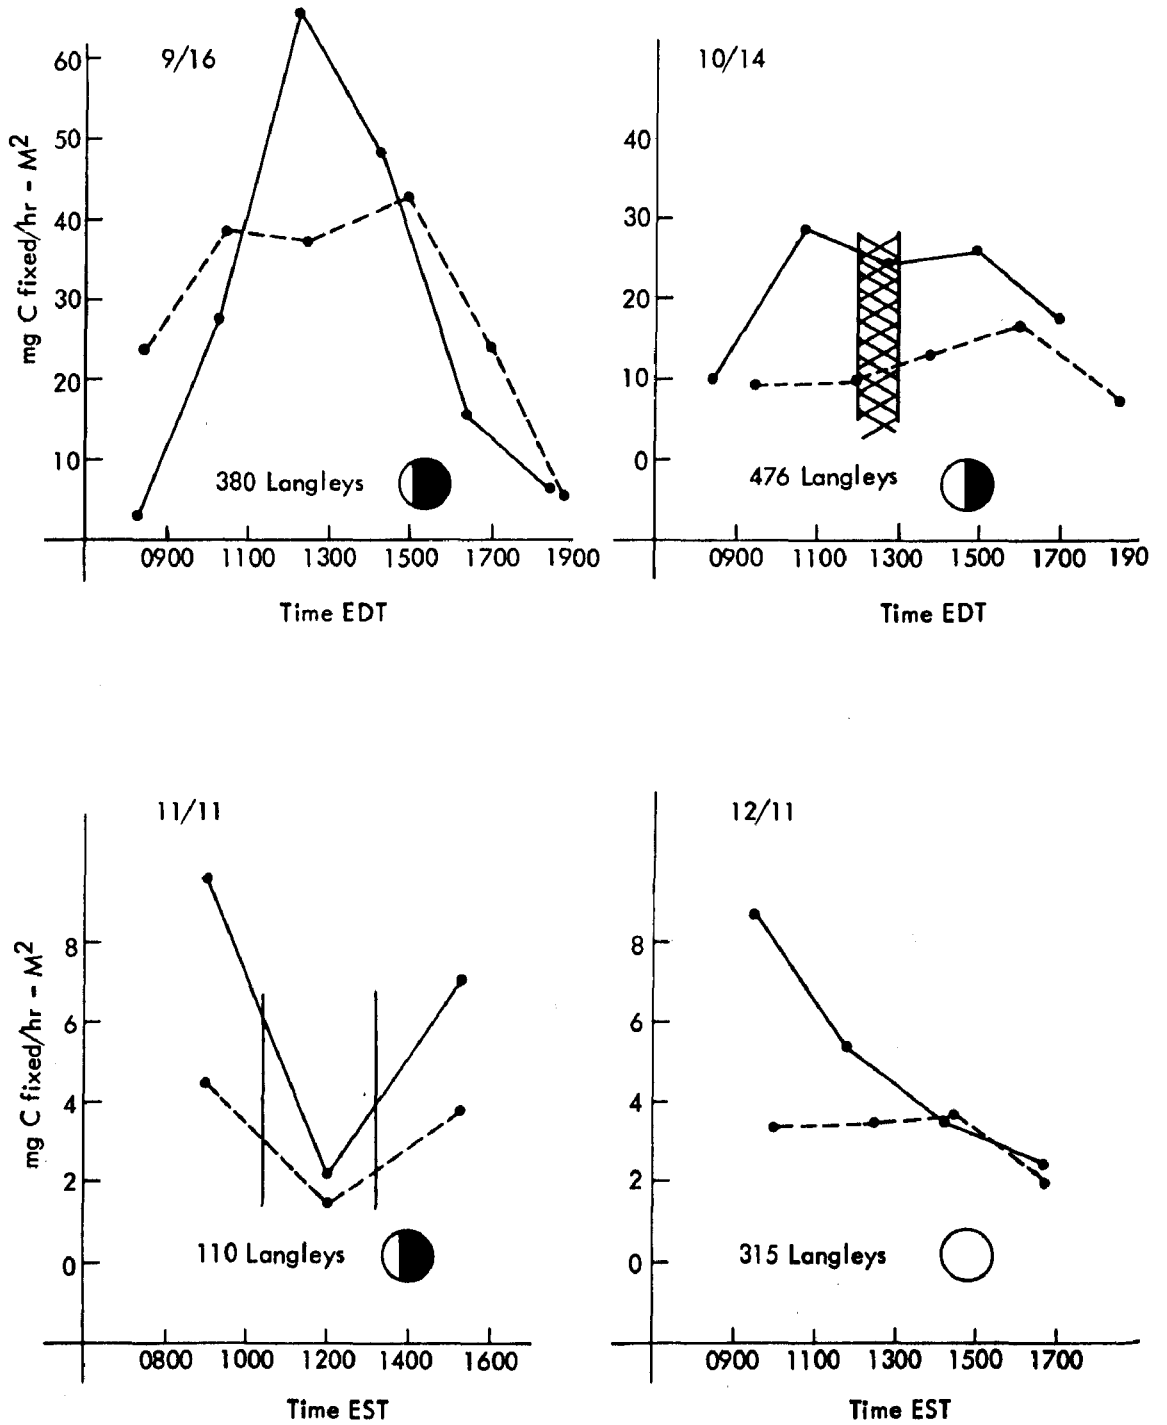 9/16
mg C fixed/hr - M²
60
50
40
30
20
10
380 Langleys
0900 1100 1300 1500 1700 1900
Time EDT
10/14
40
30
20
10
0
476 Langleys
0900 1100 1300 1500 1700 190
Time EDT
11/11
mg C fixed/hr - M²
8
6
4
2
0
110 Langleys
0800 1000 1200 1400 1600
Time EST
12/11
8
6
4
2
0
315 Langleys
0900 1100 1300 1500 1700
Time EST